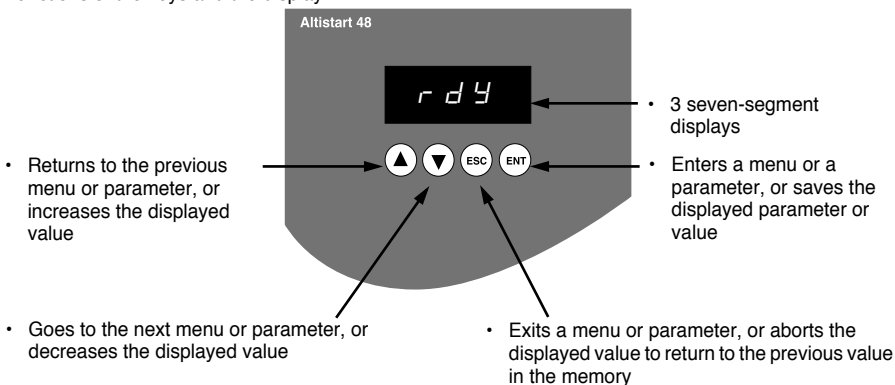 and the display
Altistart 48
rdY
• 3 seven-segment
displays
ESC
ENT
• Returns to the previous
menu or parameter, or
increases the displayed
value
• Enters a menu or a
parameter, or saves the
displayed parameter or
value
• Goes to the next menu or parameter, or
decreases the displayed value
• Exits a menu or parameter, or aborts the
displayed value to return to the previous value
in the memory